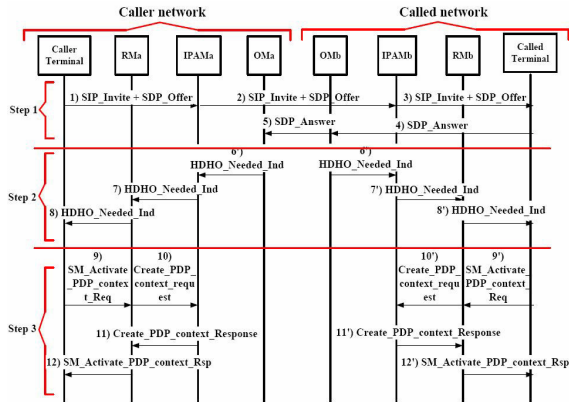 Caller network
Called network
Caller
Terminal
RMa
IPAMa
OMa
OMb
IPAMb
RMb
Called
Terminal
Step 1
1) SIP_Invite + SDP_Offer
2) SIP_Invite + SDP_Offer
3) SIP_Invite + SDP_Offer
5) SDP_Answer
4) SDP_Answer
Step 2
6')
HDHO_Needed_Ind
6')
HDHO_Needed_Ind
7) HDHO_Needed_Ind
7') HDHO_Needed_Ind
8) HDHO_Needed_Ind
8') HDHO_Needed_Ind
Step 3
9)
SM_Activate
_PDP_contex
t_Req
10)
Create_PDP_
context_requ
est
10')
Create_PDP_
context_requ
est
9')
SM_Activate
_PDP_context
_Req
11) Create_PDP_context_Response
11') Create_PDP_context_Response
12) SM_Activate_PDP_context_Rsp
12') SM_Activate_PDP_context_Rsp